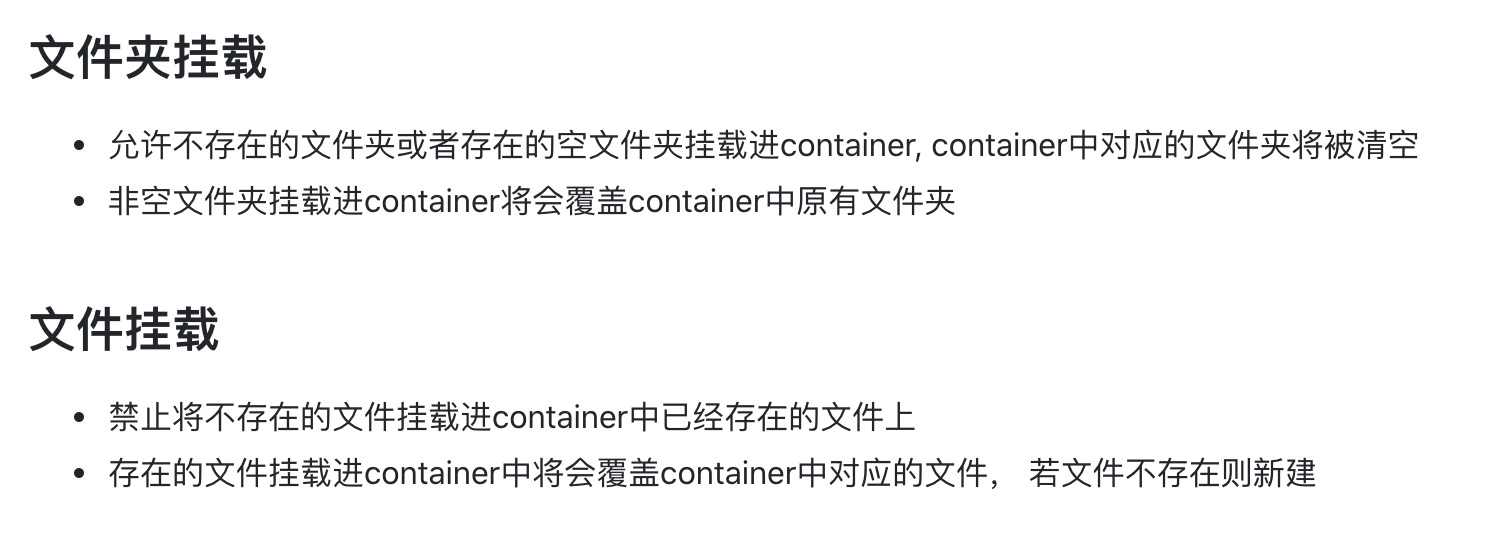 文件夹挂载
• 允许不存在的文件夹或者存在的空文件夹挂载进container, container中对应的文件夹将被清空
• 非空文件夹挂载进container将会覆盖container中原有文件夹
文件挂载
• 禁止将不存在的文件挂载进container中已经存在的文件上
• 存在的文件挂载进container中将会覆盖container中对应的文件， 若文件不存在则新建